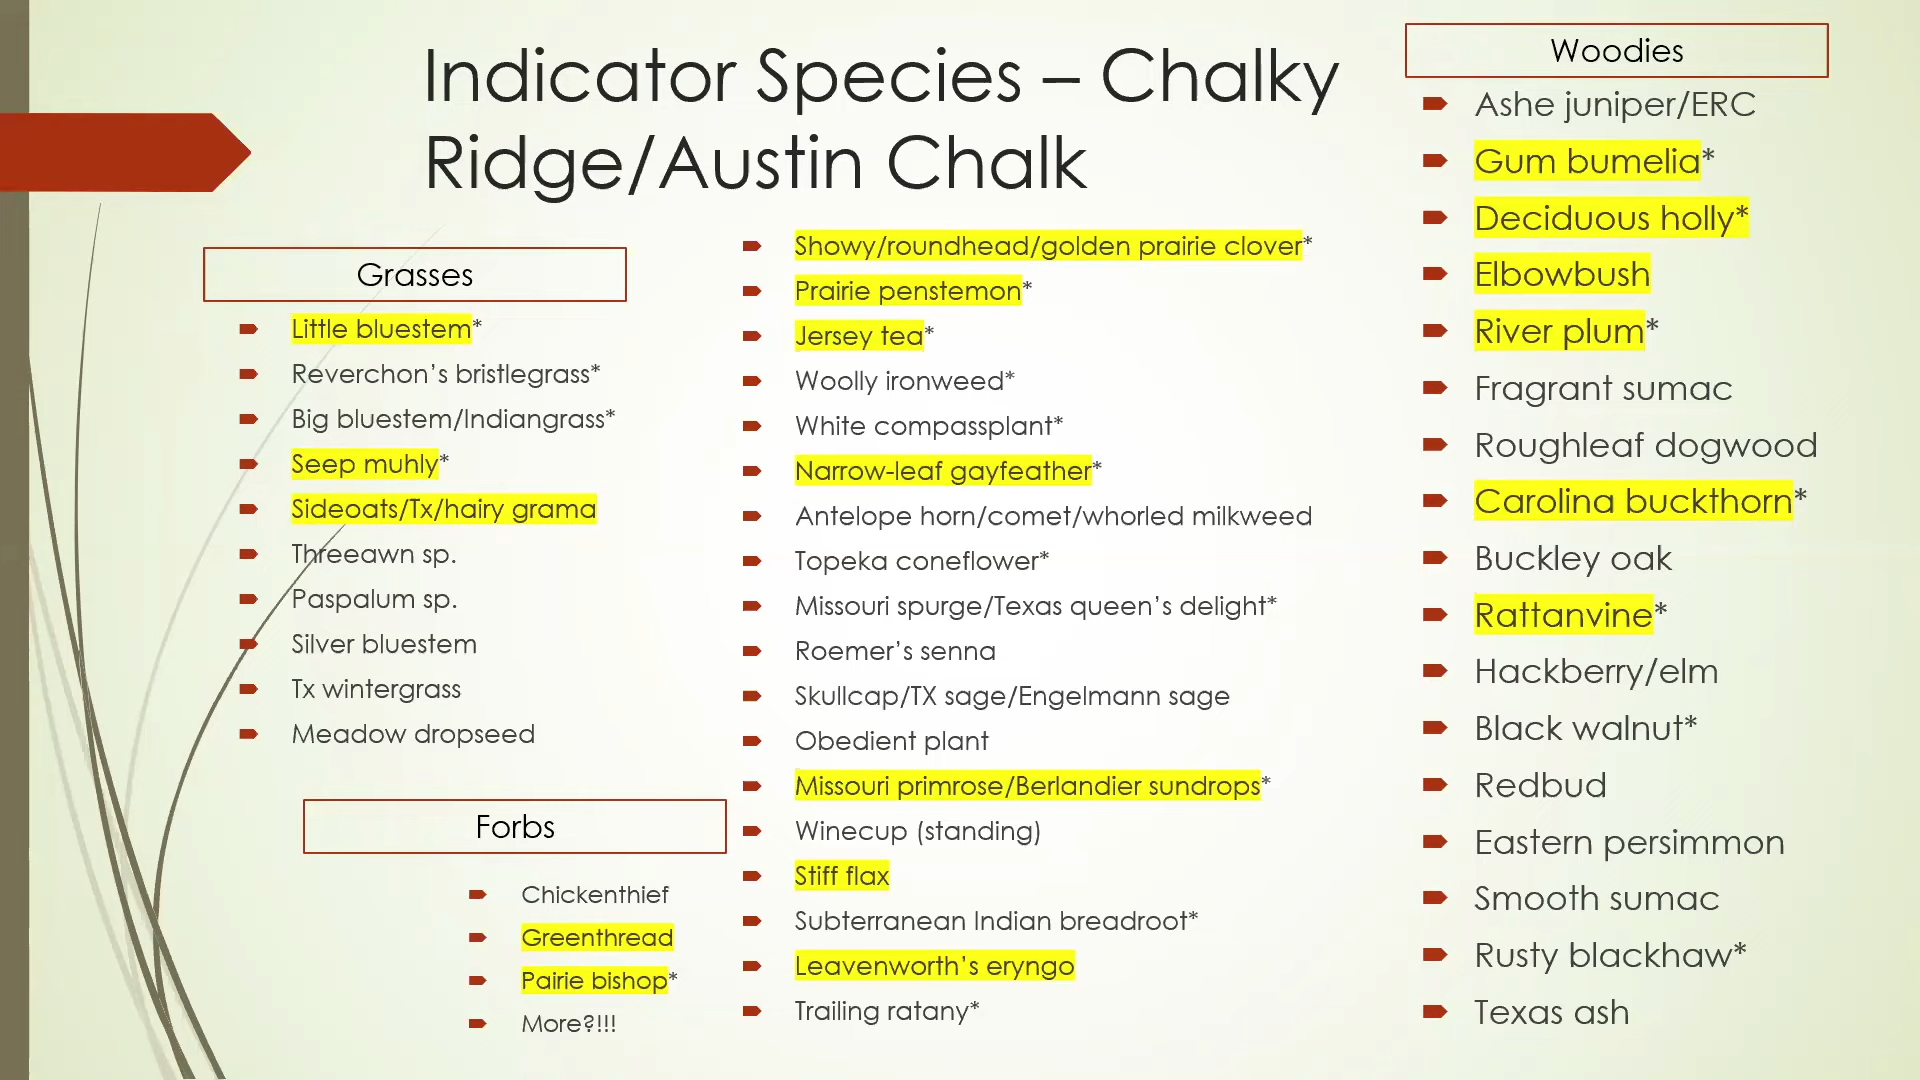 Indicator Species – Chalky
Ridge/Austin Chalk
Grasses
Little bluestem*
Reverchon’s bristlegrass*
Big bluestem/Indiangrass*
Seep muhly*
Sideoats/Tx/hairy grama
Threeawn sp.
Paspalum sp.
Silver bluestem
Tx wintergrass
Meadow dropseed
Forbs
Chickenthief
Greenthread
Pairie bishop*
More?!!!
Showy/roundhead/golden prairie clover*
Prairie penstemon*
Jersey tea*
Woolly ironweed*
White compassplant*
Narrow-leaf gayfeather*
Antelope horn/comet/whorled milkweed
Topeka coneflower*
Missouri spurge/Texas queen’s delight*
Roemer’s senna
Skullcap/TX sage/Engelmann sage
Obedient plant
Missouri primrose/Berlandier sundrops*
Winecup (standing)
Stiff flax
Subterranean Indian breadroot*
Leavenworth’s eryngo
Trailing ratany*
Woodies
Ashe juniper/ERC
Gum bumelia*
Deciduous holly*
Elbowbush
River plum*
Fragrant sumac
Roughleaf dogwood
Carolina buckthorn*
Buckley oak
Rattanvine*
Hackberry/elm
Black walnut*
Redbud
Eastern persimmon
Smooth sumac
Rusty blackhaw*
Texas ash